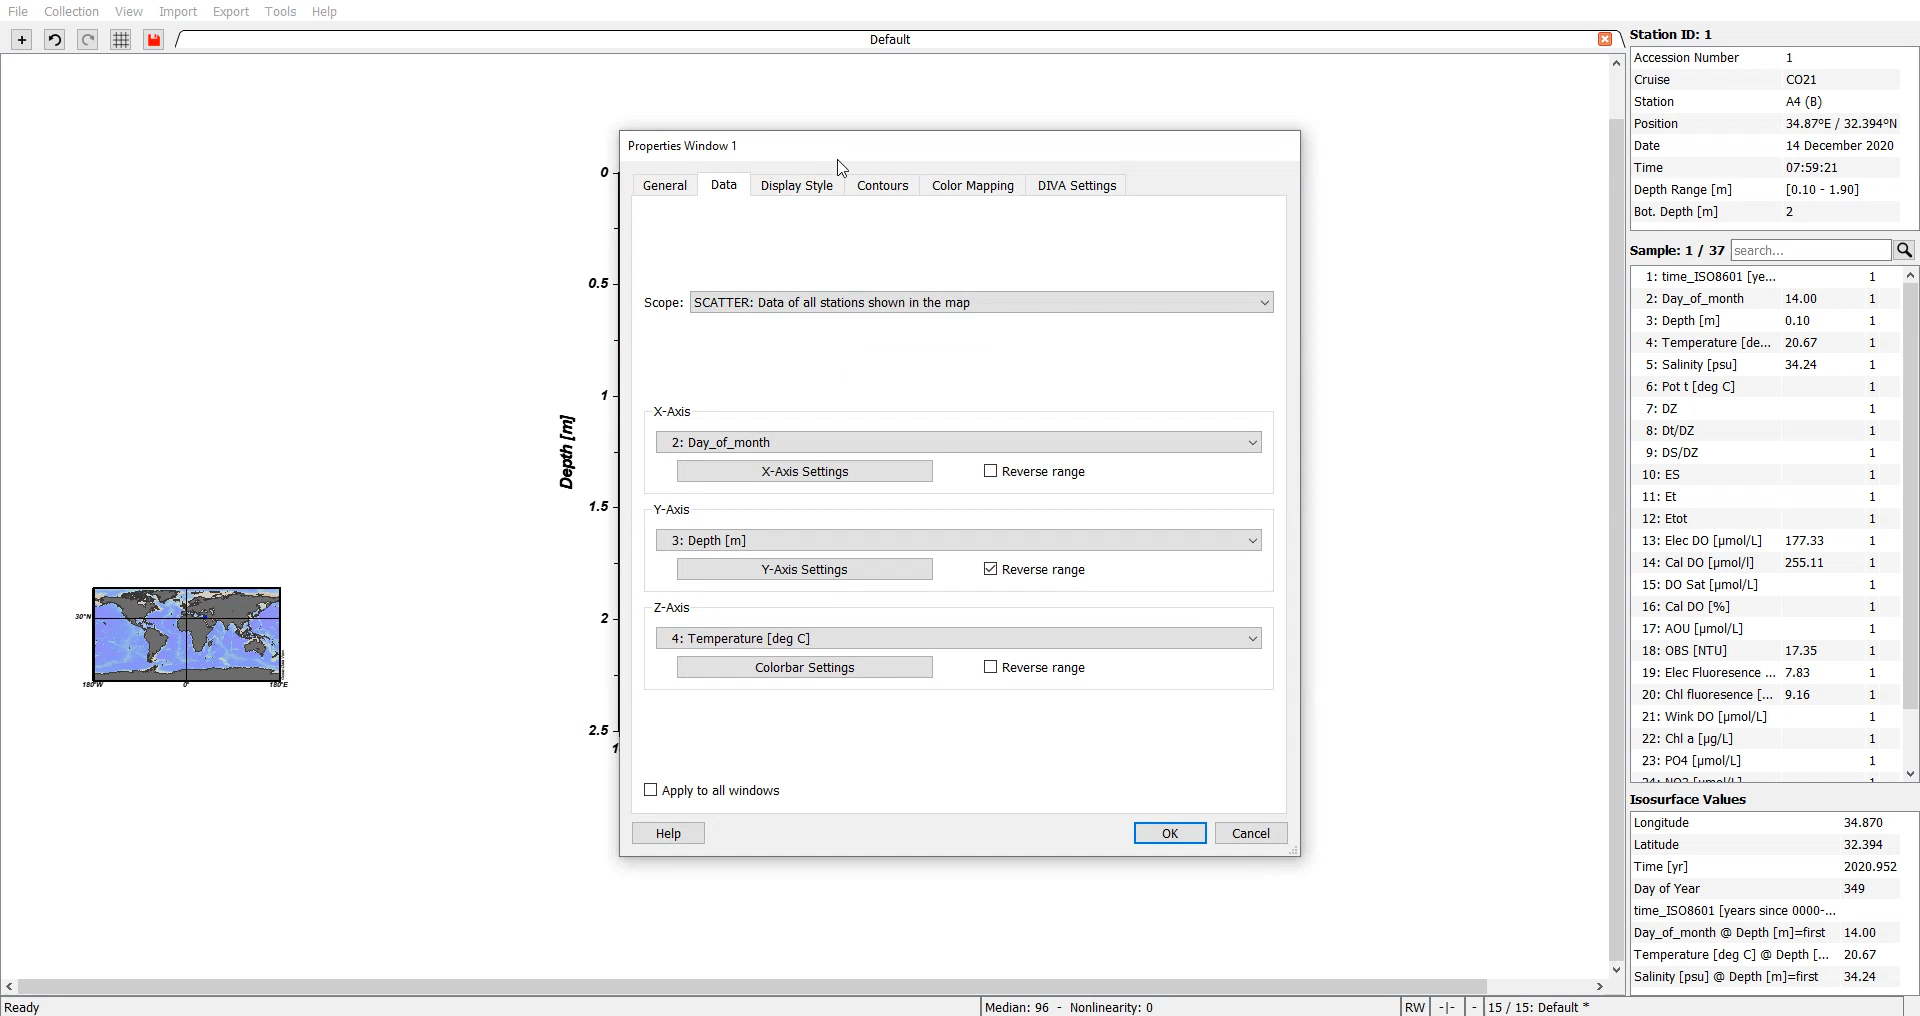 File Collection View Import Export Tools Help
Default
Station ID: 1
Accession Number 1
Cruise CO21
Station A4 (B)
Position 34.87ºE / 32.394ºN
Date 14 December 2020
Time 07:59:21
Depth Range [m] [0.10 - 1.90]
Bot. Depth [m] 2
Sample: 1 / 37 search...
1: time_ISO8601 [ye... 1
2: Day_of_month 14.00 1
3: Depth [m] 0.10 1
4: Temperature [de... 20.67 1
5: Salinity [psu] 34.24 1
6: Pot t [deg C] 1
7: DZ 1
8: Dt/DZ 1
9: DS/DZ 1
10: ES 1
11: Et 1
12: Etot 1
13: Elec DO [µmol/L] 177.33 1
14: Cal DO [µmol/l] 255.11 1
15: DO Sat [µmol/L] 1
16: Cal DO [%] 1
17: AOU [µmol/L] 1
18: OBS [NTU] 17.35 1
19: Elec Fluoresence ... 7.83 1
20: Chl fluoresence [... 9.16 1
21: Wink DO [µmol/L] 1
22: Chl a [µg/L] 1
23: PO4 [µmol/L] 1
Isosurface Values
Longitude 34.870
Latitude 32.394
Time [yr] 2020.952
Day of Year 349
time_ISO8601 [years since 0000-...
Day_of_month @ Depth [m]=first 14.00
Temperature [deg C] @ Depth [... 20.67
Salinity [psu] @ Depth [m]=first 34.24
Properties Window 1
General Data Display Style Contours Color Mapping DIVA Settings
Scope: SCATTER: Data of all stations shown in the map
X-Axis
2: Day_of_month
X-Axis Settings Reverse range
Y-Axis
3: Depth [m]
Y-Axis Settings Reverse range
Z-Axis
4: Temperature [deg C]
Colorbar Settings Reverse range
Apply to all windows
Help OK Cancel
0
0.5
1
1.5
2
2.5
1
Depth [m]
30°N
180°W 0° 180°E
Ready Median: 96 - Nonlinearity: 0 RW -|- - 15 / 15: Default *